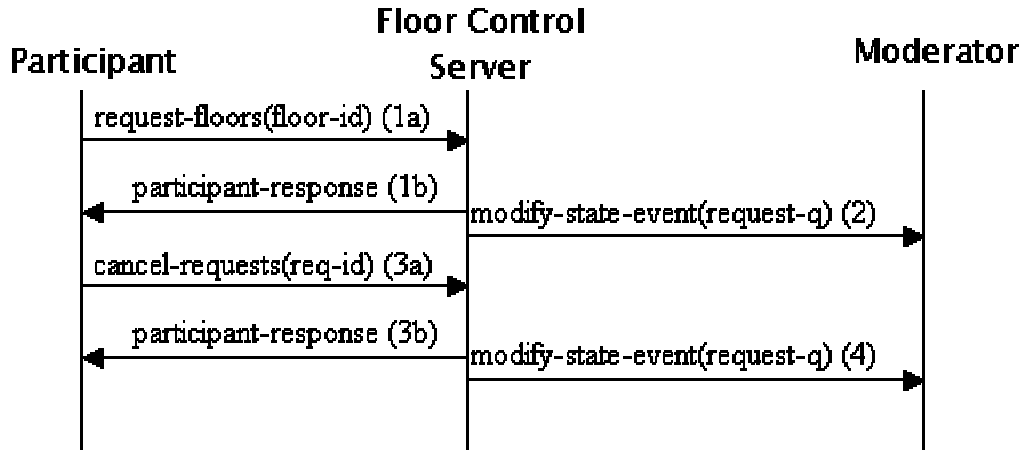 Participant
Floor Control
Server
Moderator
request-floors(floor-id) (1a)
participant-response (1b)
modify-state-event(request-q) (2)
cancel-requests(req-id) (3a)
participant-response (3b)
modify-state-event(request-q) (4)